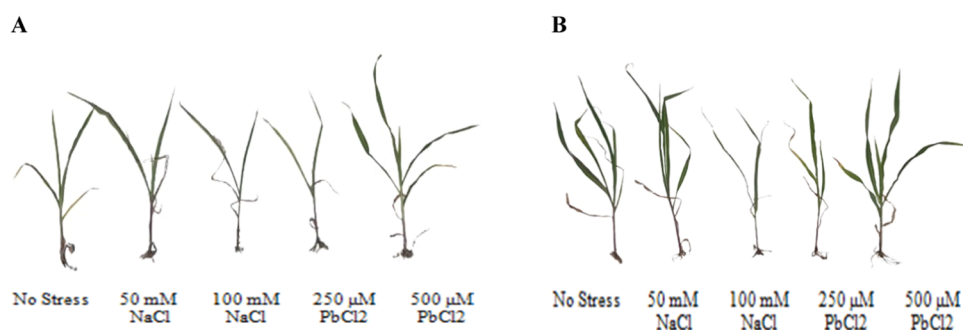 A
B
No Stress 50 mM NaCl 100 mM NaCl 250 µM PbCl2 500 µM PbCl2
No Stress 50 mM NaCl 100 mM NaCl 250 µM PbCl2 500 µM PbCl2